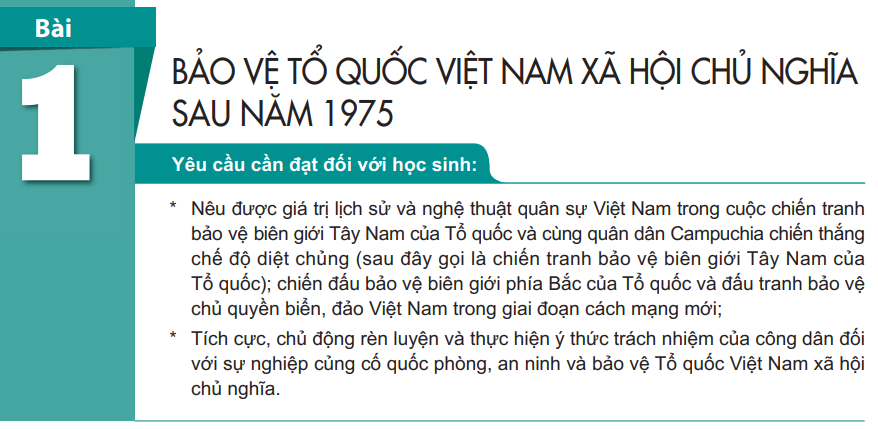 Bài
1
BẢO VỆ TỔ QUỐC VIỆT NAM XÃ HỘI CHỦ NGHĨA
SAU NĂM 1975
Yêu cầu cần đạt đối với học sinh:
* Nêu được giá trị lịch sử và nghệ thuật quân sự Việt Nam trong cuộc chiến tranh
bảo vệ biên giới Tây Nam của Tổ quốc và cùng quân dân Campuchia chiến thắng
chế độ diệt chủng (sau đây gọi là chiến tranh bảo vệ biên giới Tây Nam của
Tổ quốc); chiến đấu bảo vệ biên giới phía Bắc của Tổ quốc và đấu tranh bảo vệ
chủ quyền biển, đảo Việt Nam trong giai đoạn cách mạng mới;
* Tích cực, chủ động rèn luyện và thực hiện ý thức trách nhiệm của công dân đối
với sự nghiệp củng cố quốc phòng, an ninh và bảo vệ Tổ quốc Việt Nam xã hội
chủ nghĩa.